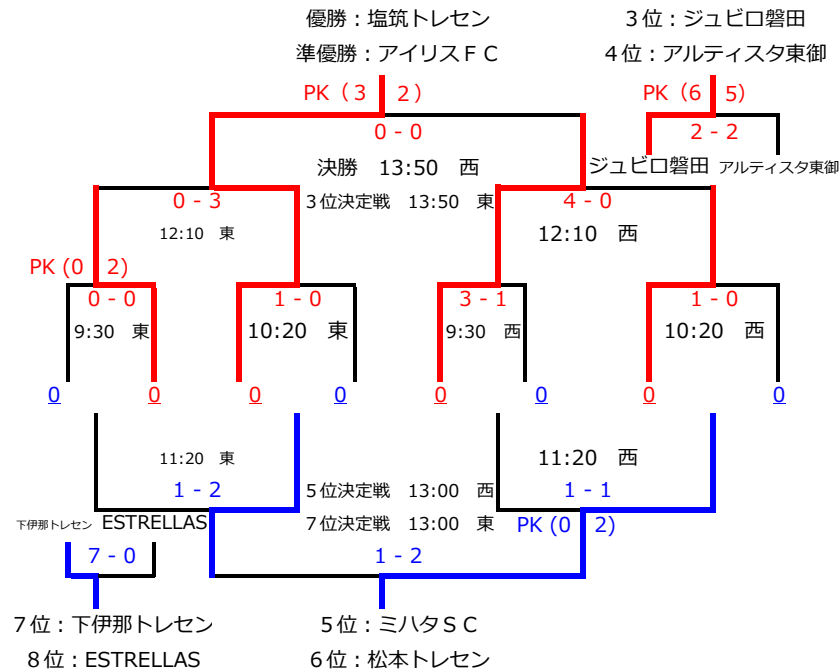 優勝：塩筑トレセン　３位：ジュビロ磐田
準優勝：アイリスＦＣ　４位：アルティスタ東御
PK（3　2）　PK（6　5）
0 - 0　2 - 2
決勝　13:50　西　ジュビロ磐田　アルティスタ東御
0 - 3　３位決定戦　13:50　東　4 - 0
12:10　東　12:10　西
PK (0　2)
0 - 0　1 - 0　3 - 1　1 - 0
9:30　東　10:20　東　9:30　西　10:20　西
0　0　0　0　0　0　0　0
11:20　東　11:20　西
1 - 2　５位決定戦　13:00　西　1 - 1
下伊那トレセン　ESTRELLAS　７位決定戦　13:00　東　PK (0　2)
7 - 0　1 - 2
７位：下伊那トレセン　５位：ミハタＳＣ
８位：ESTRELLAS　６位：松本トレセン